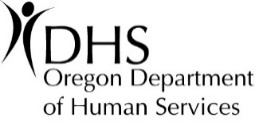 DHS
Oregon Department
of Human Services